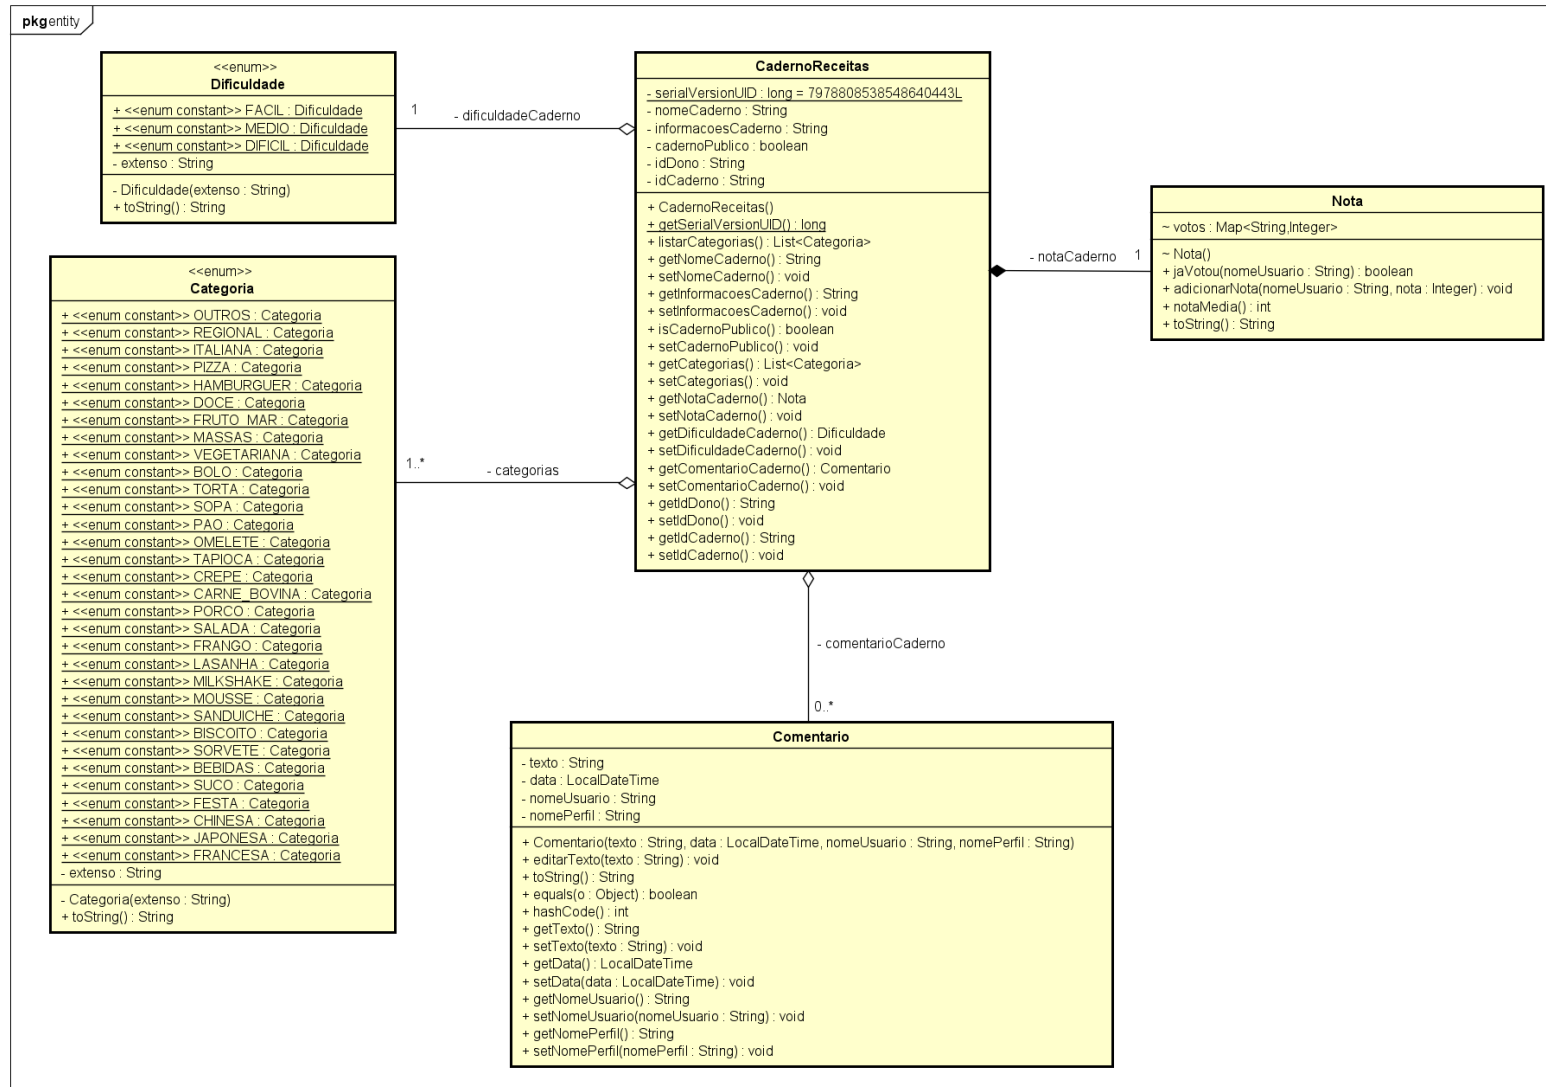 pkg entity
<<enum>>
Dificuldade
+ <<enum constant>> FACIL : Dificuldade
+ <<enum constant>> MEDIO : Dificuldade
+ <<enum constant>> DIFICIL : Dificuldade
- extenso : String
- Dificuldade(extenso : String)
+ toString() : String
1
- dificuldadeCaderno
CadernoReceitas
- serialVersionUID : long = 7978808538548640443L
- nomeCaderno : String
- informacoesCaderno : String
- cadernoPublico : boolean
- idDono : String
- idCaderno : String
+ CadernoReceitas()
+ getSerialVersionUID() : long
+ listarCategorias() : List<Categoria>
+ getNomeCaderno() : String
+ setNomeCaderno() : void
+ getInformacoesCaderno() : String
+ setInformacoesCaderno() : void
+ isCadernoPublico() : boolean
+ setCadernoPublico() : void
+ getCategorias() : List<Categoria>
+ setCategorias() : void
+ getNotaCaderno() : Nota
+ setNotaCaderno() : void
+ getDificuldadeCaderno() : Dificuldade
+ setDificuldadeCaderno() : void
+ getComentarioCaderno() : Comentario
+ setComentarioCaderno() : void
+ getIdDono() : String
+ setIdDono() : void
+ getIdCaderno() : String
+ setIdCaderno() : void
- notaCaderno
1
Nota
~ votos : Map<String,Integer>
~ Nota()
+ jaVotou(nomeUsuario : String) : boolean
+ adicionarNota(nomeUsuario : String, nota : Integer) : void
+ notaMedia() : int
+ toString() : String
<<enum>>
Categoria
+ <<enum constant>> OUTROS : Categoria
+ <<enum constant>> REGIONAL : Categoria
+ <<enum constant>> ITALIANA : Categoria
+ <<enum constant>> PIZZA : Categoria
+ <<enum constant>> HAMBURGUER : Categoria
+ <<enum constant>> DOCE : Categoria
+ <<enum constant>> FRUTO_MAR : Categoria
+ <<enum constant>> MASSAS : Categoria
+ <<enum constant>> VEGETARIANA : Categoria
+ <<enum constant>> BOLO : Categoria
+ <<enum constant>> TORTA : Categoria
+ <<enum constant>> SOPA : Categoria
+ <<enum constant>> PAO : Categoria
+ <<enum constant>> OMELETE : Categoria
+ <<enum constant>> TAPIOCA : Categoria
+ <<enum constant>> CREPE : Categoria
+ <<enum constant>> CARNE_BOVINA : Categoria
+ <<enum constant>> PORCO : Categoria
+ <<enum constant>> SALADA : Categoria
+ <<enum constant>> FRANGO : Categoria
+ <<enum constant>> LASANHA : Categoria
+ <<enum constant>> MILKSHAKE : Categoria
+ <<enum constant>> MOUSSE : Categoria
+ <<enum constant>> SANDUICHE : Categoria
+ <<enum constant>> BISCOITO : Categoria
+ <<enum constant>> SORVETE : Categoria
+ <<enum constant>> BEBIDAS : Categoria
+ <<enum constant>> SUCO : Categoria
+ <<enum constant>> FESTA : Categoria
+ <<enum constant>> CHINESA : Categoria
+ <<enum constant>> JAPONESA : Categoria
+ <<enum constant>> FRANCESA : Categoria
- extenso : String
- Categoria(extenso : String)
+ toString() : String
1..*
- categorias
- comentarioCaderno
0..*
Comentario
- texto : String
- data : LocalDateTime
- nomeUsuario : String
- nomePerfil : String
+ Comentario(texto : String, data : LocalDateTime, nomeUsuario : String, nomePerfil : String)
+ editarTexto(texto : String) : void
+ toString() : String
+ equals(o : Object) : boolean
+ hashCode() : int
+ getTexto() : String
+ setTexto(texto : String) : void
+ getData() : LocalDateTime
+ setData(data : LocalDateTime) : void
+ getNomeUsuario() : String
+ setNomeUsuario(nomeUsuario : String) : void
+ getNomePerfil() : String
+ setNomePerfil(nomePerfil : String) : void